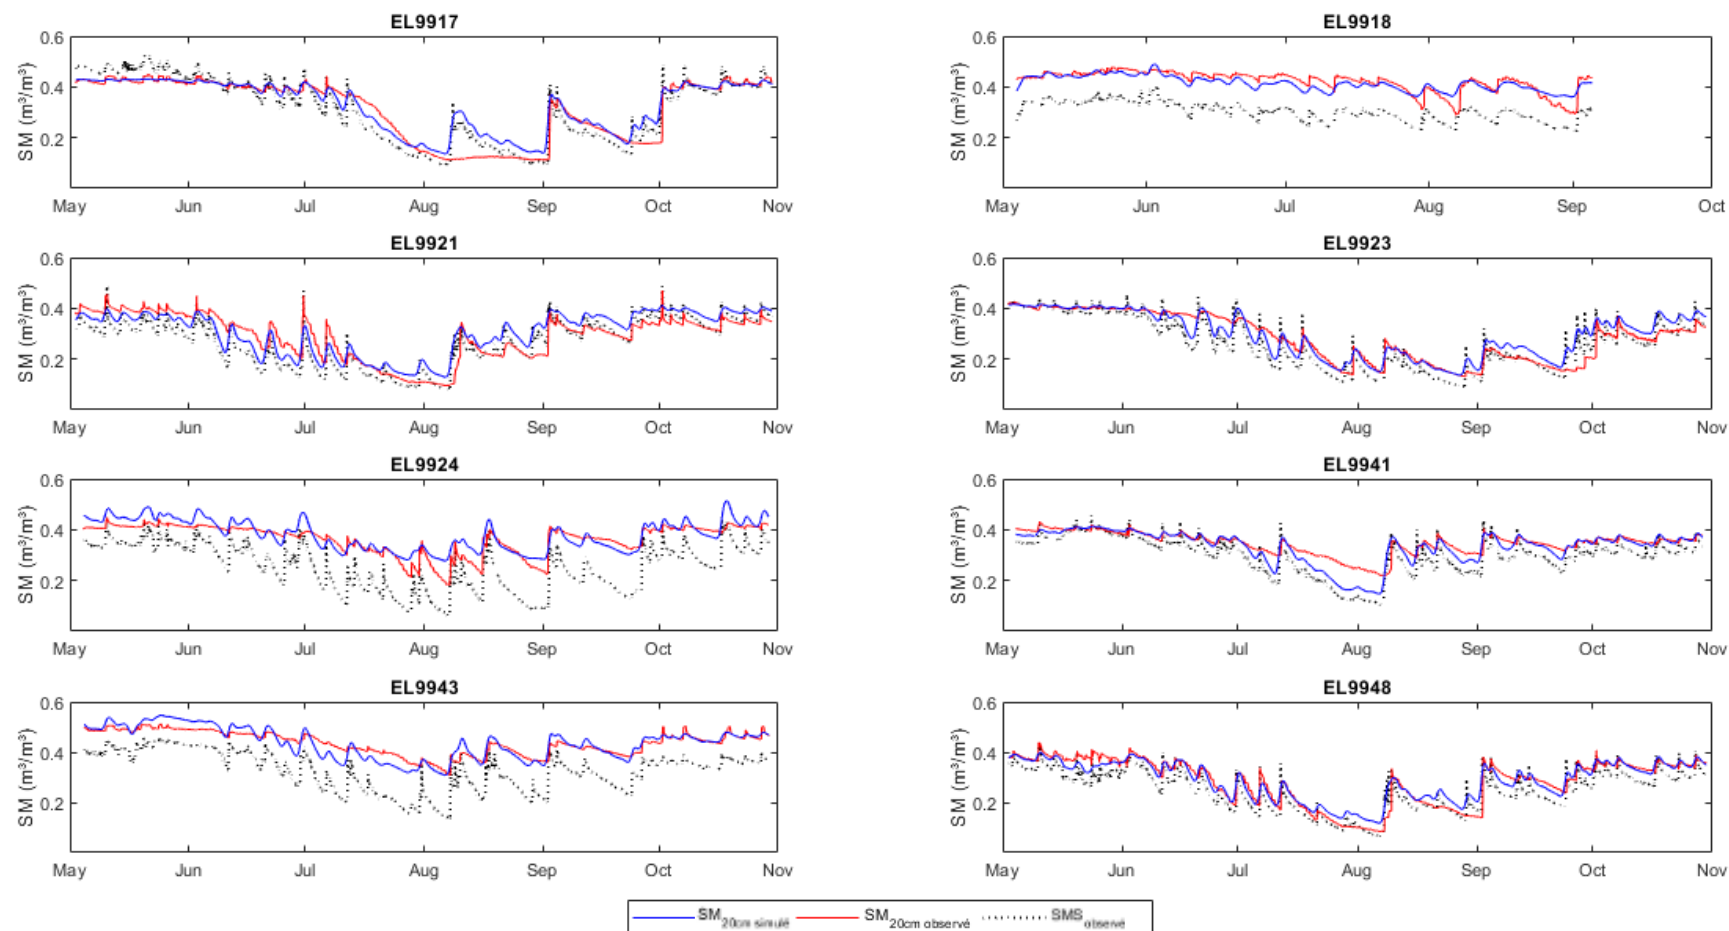 EL9917
SM (m³/m³)
0.6
0.4
0.2
May Jun Jul Aug Sep Oct Nov
EL9918
SM (m³/m³)
0.6
0.4
0.2
May Jun Jul Aug Sep Oct
EL9921
SM (m³/m³)
0.6
0.4
0.2
May Jun Jul Aug Sep Oct Nov
EL9923
SM (m³/m³)
0.6
0.4
0.2
May Jun Jul Aug Sep Oct Nov
EL9924
SM (m³/m³)
0.6
0.4
0.2
May Jun Jul Aug Sep Oct Nov
EL9941
SM (m³/m³)
0.6
0.4
0.2
May Jun Jul Aug Sep Oct Nov
EL9943
SM (m³/m³)
0.6
0.4
0.2
May Jun Jul Aug Sep Oct Nov
EL9948
SM (m³/m³)
0.6
0.4
0.2
May Jun Jul Aug Sep Oct Nov
SM 20cm simulé SM 20cm observé SMS observé